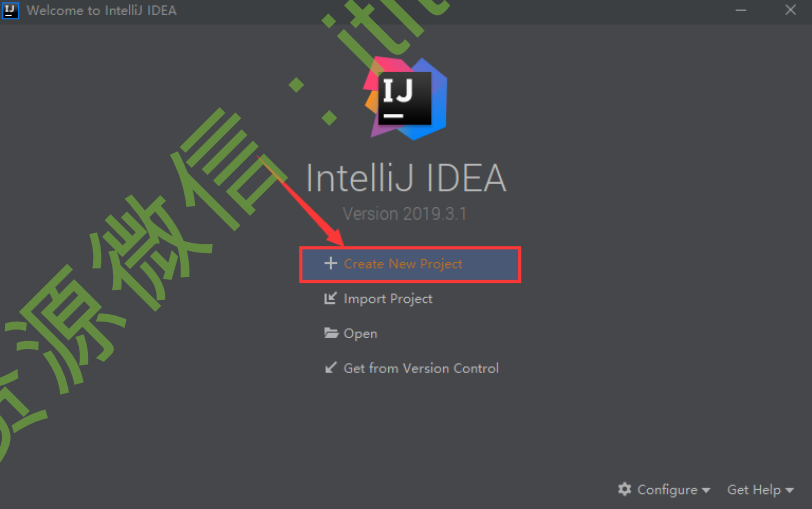 Welcome to IntelliJ IDEA
IJ
IntelliJ IDEA
Version 2019.3.1
Create New Project
Import Project
Open
Get from Version Control
Configure
Get Help
资源微信：